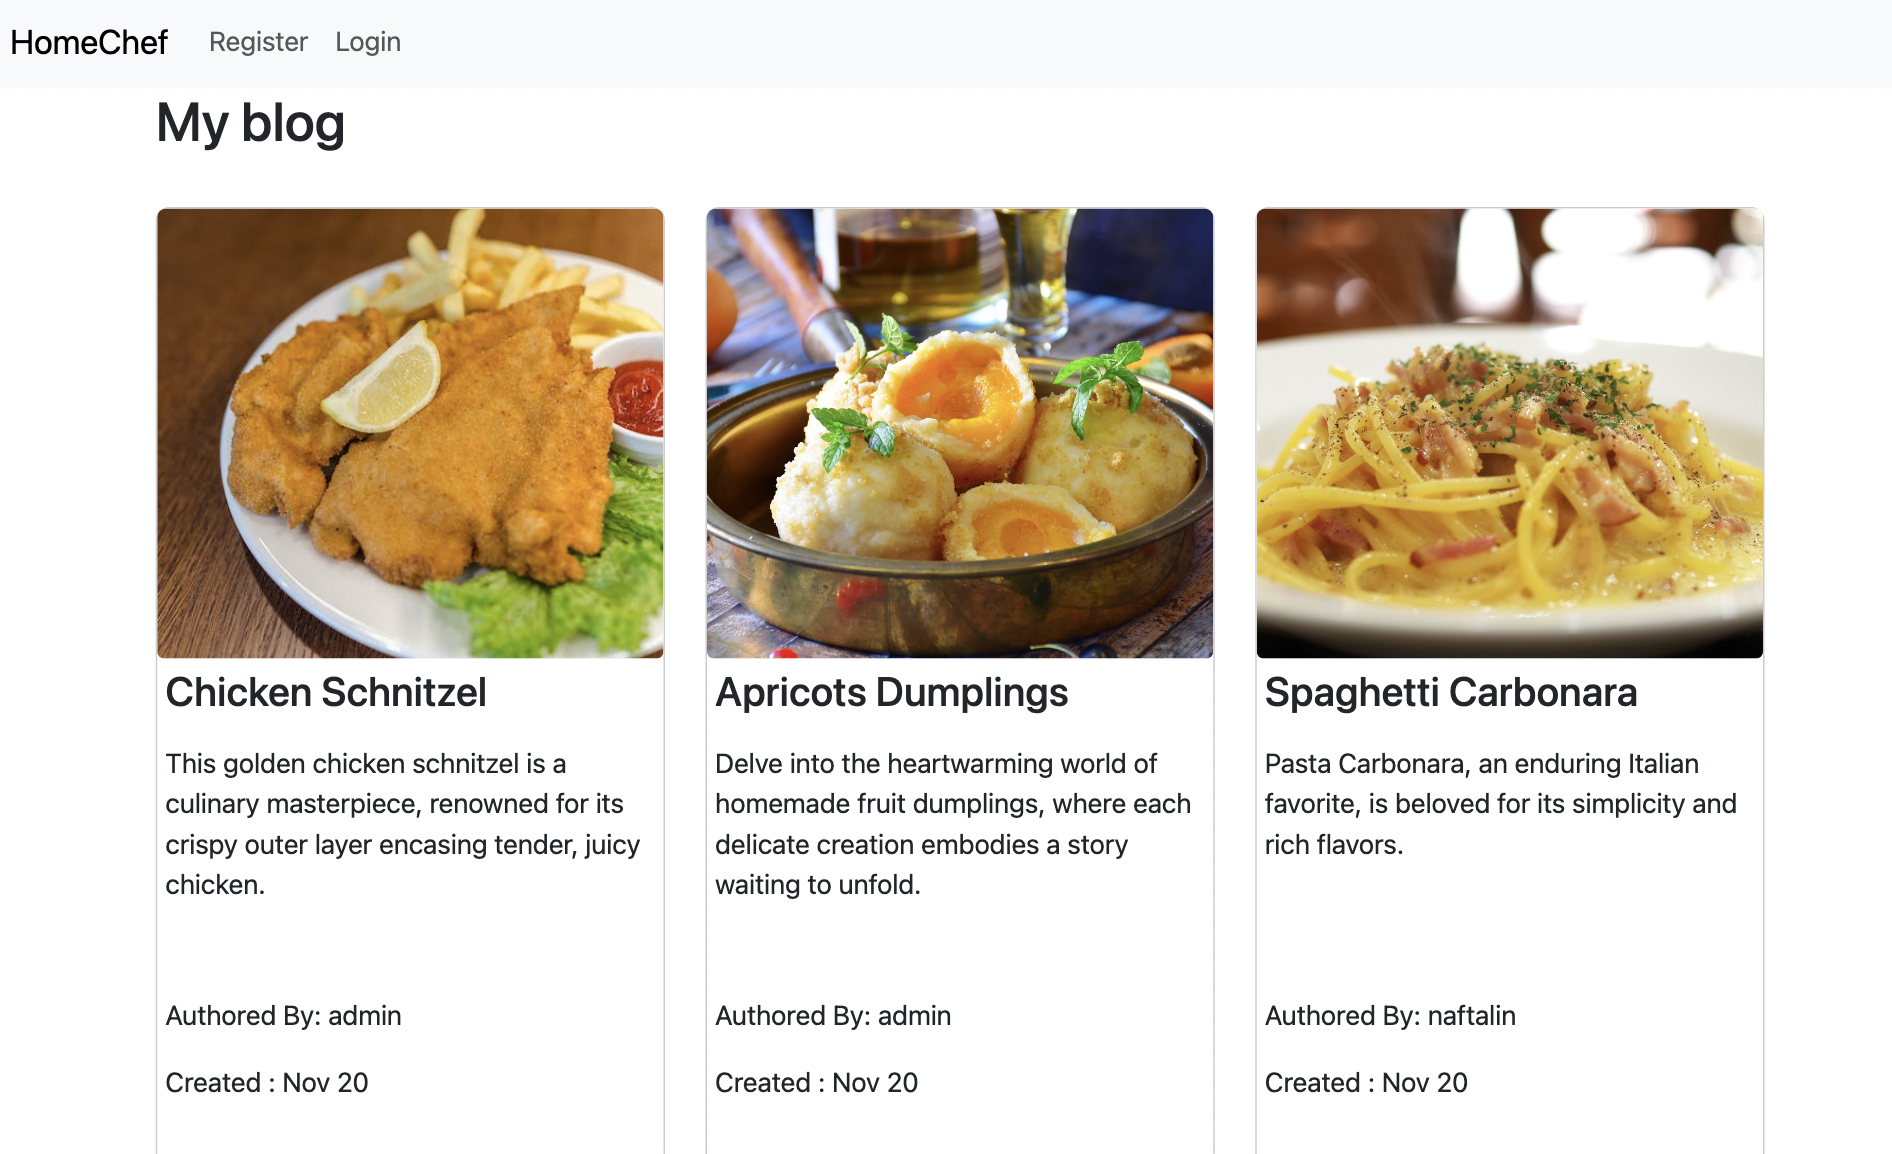 HomeChef Register Login
My blog
Chicken Schnitzel
This golden chicken schnitzel is a
culinary masterpiece, renowned for its
crispy outer layer encasing tender, juicy
chicken.
Authored By: admin
Created : Nov 20
Apricots Dumplings
Delve into the heartwarming world of
homemade fruit dumplings, where each
delicate creation embodies a story
waiting to unfold.
Authored By: admin
Created : Nov 20
Spaghetti Carbonara
Pasta Carbonara, an enduring Italian
favorite, is beloved for its simplicity and
rich flavors.
Authored By: naftalin
Created : Nov 20